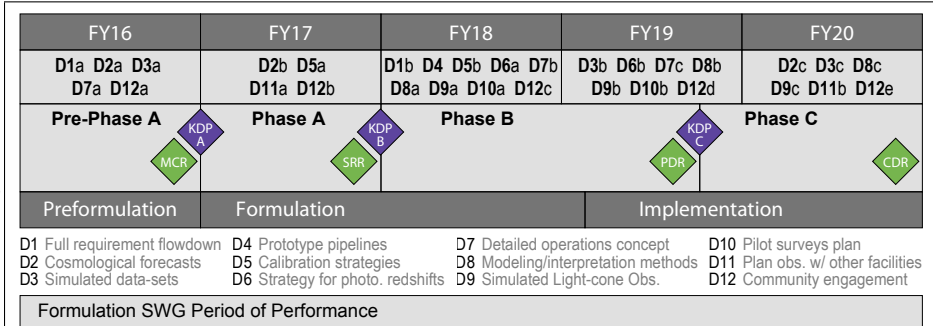 FY16 FY17 FY18 FY19 FY20
D1a D2a D3a D2b D5a D1b D4 D5b D6a D7b D3b D6b D7c D8b D2c D3c D8c
D7a D12a D11a D12b D8a D9a D10a D12c D9b D10b D12d D9c D11b D12e
Pre-Phase A Phase A Phase B Phase C
KDP A KDP B KDP C
MCR SRR PDR CDR
Preformulation Formulation Implementation
D1 Full requirement flowdown D4 Prototype pipelines D7 Detailed operations concept D10 Pilot surveys plan
D2 Cosmological forecasts D5 Calibration strategies D8 Modeling/interpretation methods D11 Plan obs. w/ other facilities
D3 Simulated data-sets D6 Strategy for photo. redshifts D9 Simulated Light-cone Obs. D12 Community engagement
Formulation SWG Period of Performance